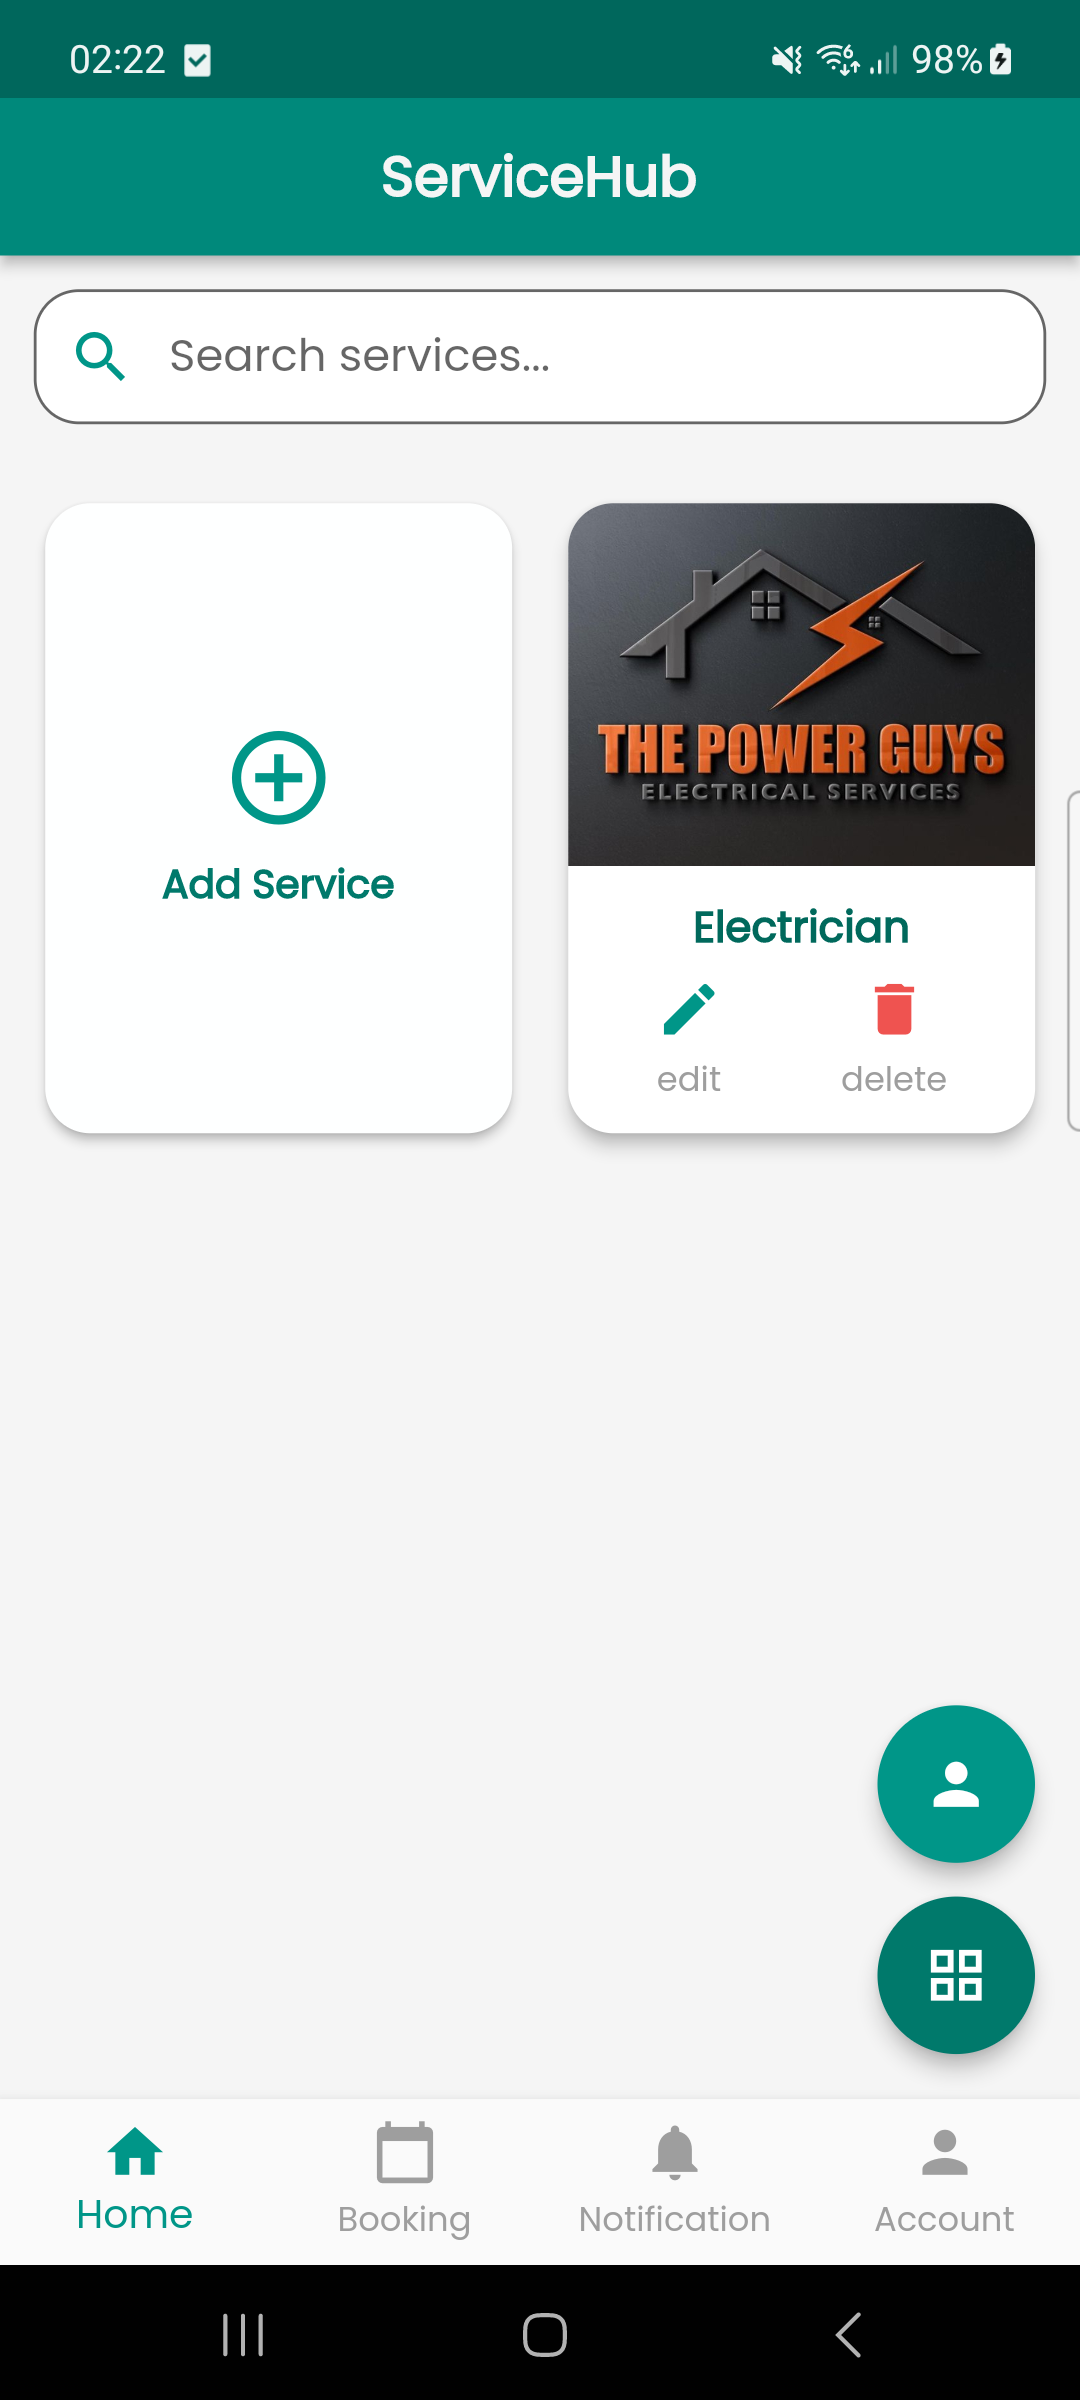 02:22
6 98%
ServiceHub
Search services...
Add Service
THE POWER GUYS
ELECTRICAL SERVICES
Electrician
edit delete
Home Booking Notification Account